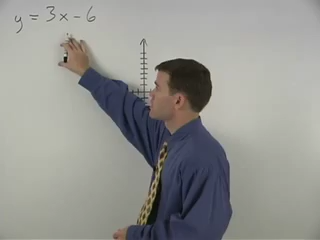 y = 3x - 6